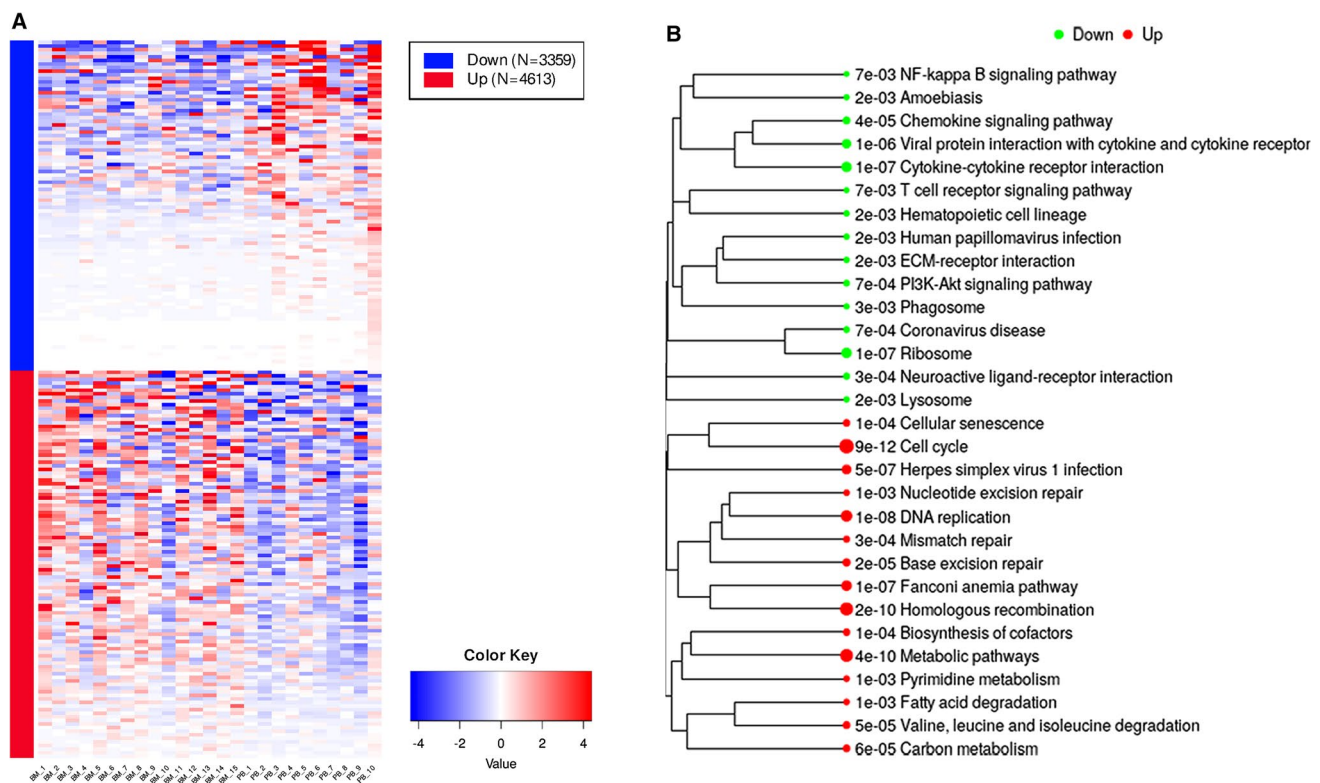 A
Down (N=3359)
Up (N=4613)
Color Key
-4 -2 0 2 4
Value
BM_1 BM_2 BM_3 BM_4 BM_5 BM_6 BM_7 BM_8 BM_9 BM_10 BM_11 BM_12 BM_13 BM_14 BM_15 PB_1 PB_2 PB_3 PB_4 PB_5 PB_6 PB_7 PB_8 PB_9 PB_10
B
Down Up
7e-03 NF-kappa B signaling pathway
2e-03 Amoebiasis
4e-05 Chemokine signaling pathway
1e-06 Viral protein interaction with cytokine and cytokine receptor
1e-07 Cytokine-cytokine receptor interaction
7e-03 T cell receptor signaling pathway
2e-03 Hematopoietic cell lineage
2e-03 Human papillomavirus infection
2e-03 ECM-receptor interaction
7e-04 PI3K-Akt signaling pathway
3e-03 Phagosome
7e-04 Coronavirus disease
1e-07 Ribosome
3e-04 Neuroactive ligand-receptor interaction
2e-03 Lysosome
1e-04 Cellular senescence
9e-12 Cell cycle
5e-07 Herpes simplex virus 1 infection
1e-03 Nucleotide excision repair
1e-08 DNA replication
3e-04 Mismatch repair
2e-05 Base excision repair
1e-07 Fanconi anemia pathway
2e-10 Homologous recombination
1e-04 Biosynthesis of cofactors
4e-10 Metabolic pathways
1e-03 Pyrimidine metabolism
1e-03 Fatty acid degradation
5e-05 Valine, leucine and isoleucine degradation
6e-05 Carbon metabolism